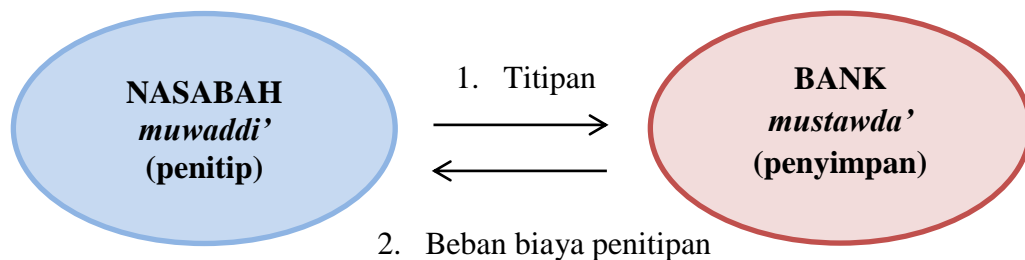 NASABAH
muwaddi’
(penitip)
1. Titipan
BANK
mustawda’
(penyimpan)
2. Beban biaya penitipan